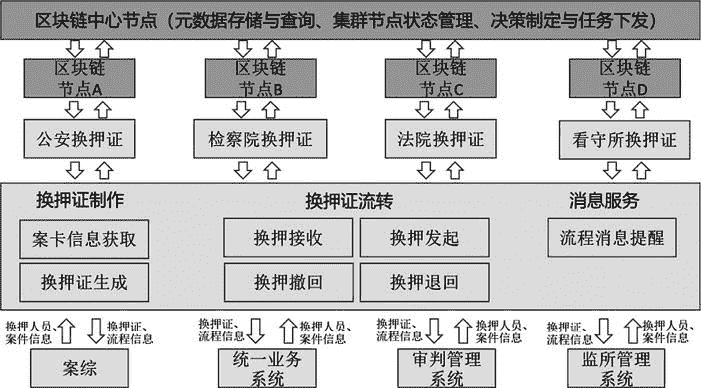 区块链中心节点（元数据存储与查询、集群节点状态管理、决策制定与任务下发）
区块链
节点A
区块链
节点B
区块链
节点C
区块链
节点D
公安换押证
检察院换押证
法院换押证
看守所换押证
换押证制作
换押证流转
消息服务
案卡信息获取
换押接收
换押发起
流程消息提醒
换押证生成
换押撤回
换押退回
换押人员、
案件信息
换押证、
流程信息
换押证、
流程信息
换押人员、
案件信息
换押证、
流程信息
换押人员、
案件信息
换押证、
流程信息
换押人员、
案件信息
案综
统一业务
系统
审判管理
系统
监所管理
系统